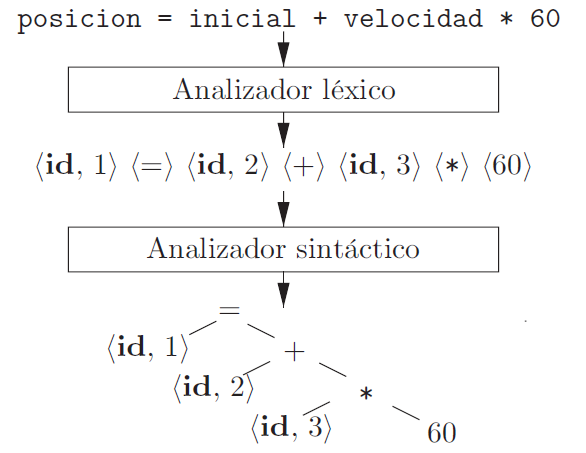 posicion = inicial + velocidad * 60
Analizador léxico
⟨id, 1⟩ ⟨=⟩ ⟨id, 2⟩ ⟨+⟩ ⟨id, 3⟩ ⟨*⟩ ⟨60⟩
Analizador sintáctico
=
⟨id, 1⟩
+
⟨id, 2⟩
*
⟨id, 3⟩
60